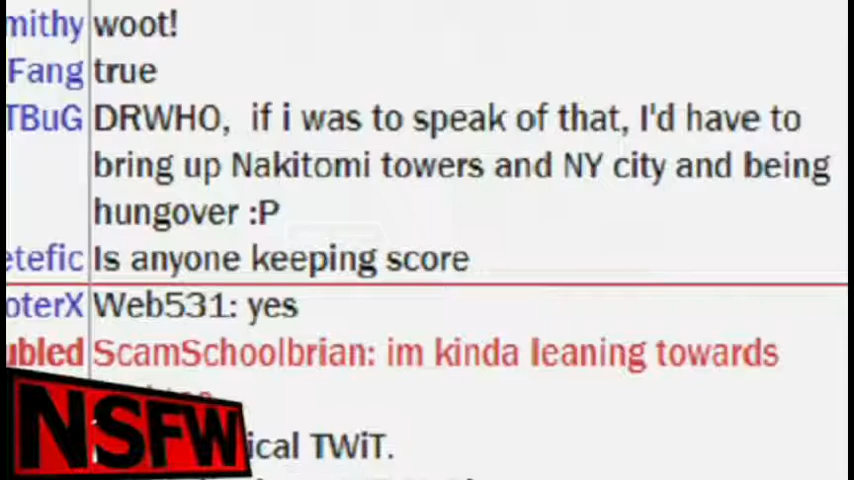 mithy woot!
Fang true
TBuG DRWHO, if i was to speak of that, I'd have to
bring up Nakitomi towers and NY city and being
hungover :P
etefic Is anyone keeping score
oterX Web531: yes
ubled ScamSchoolbrian: im kinda leaning towards
NSFW
ical TWiT.